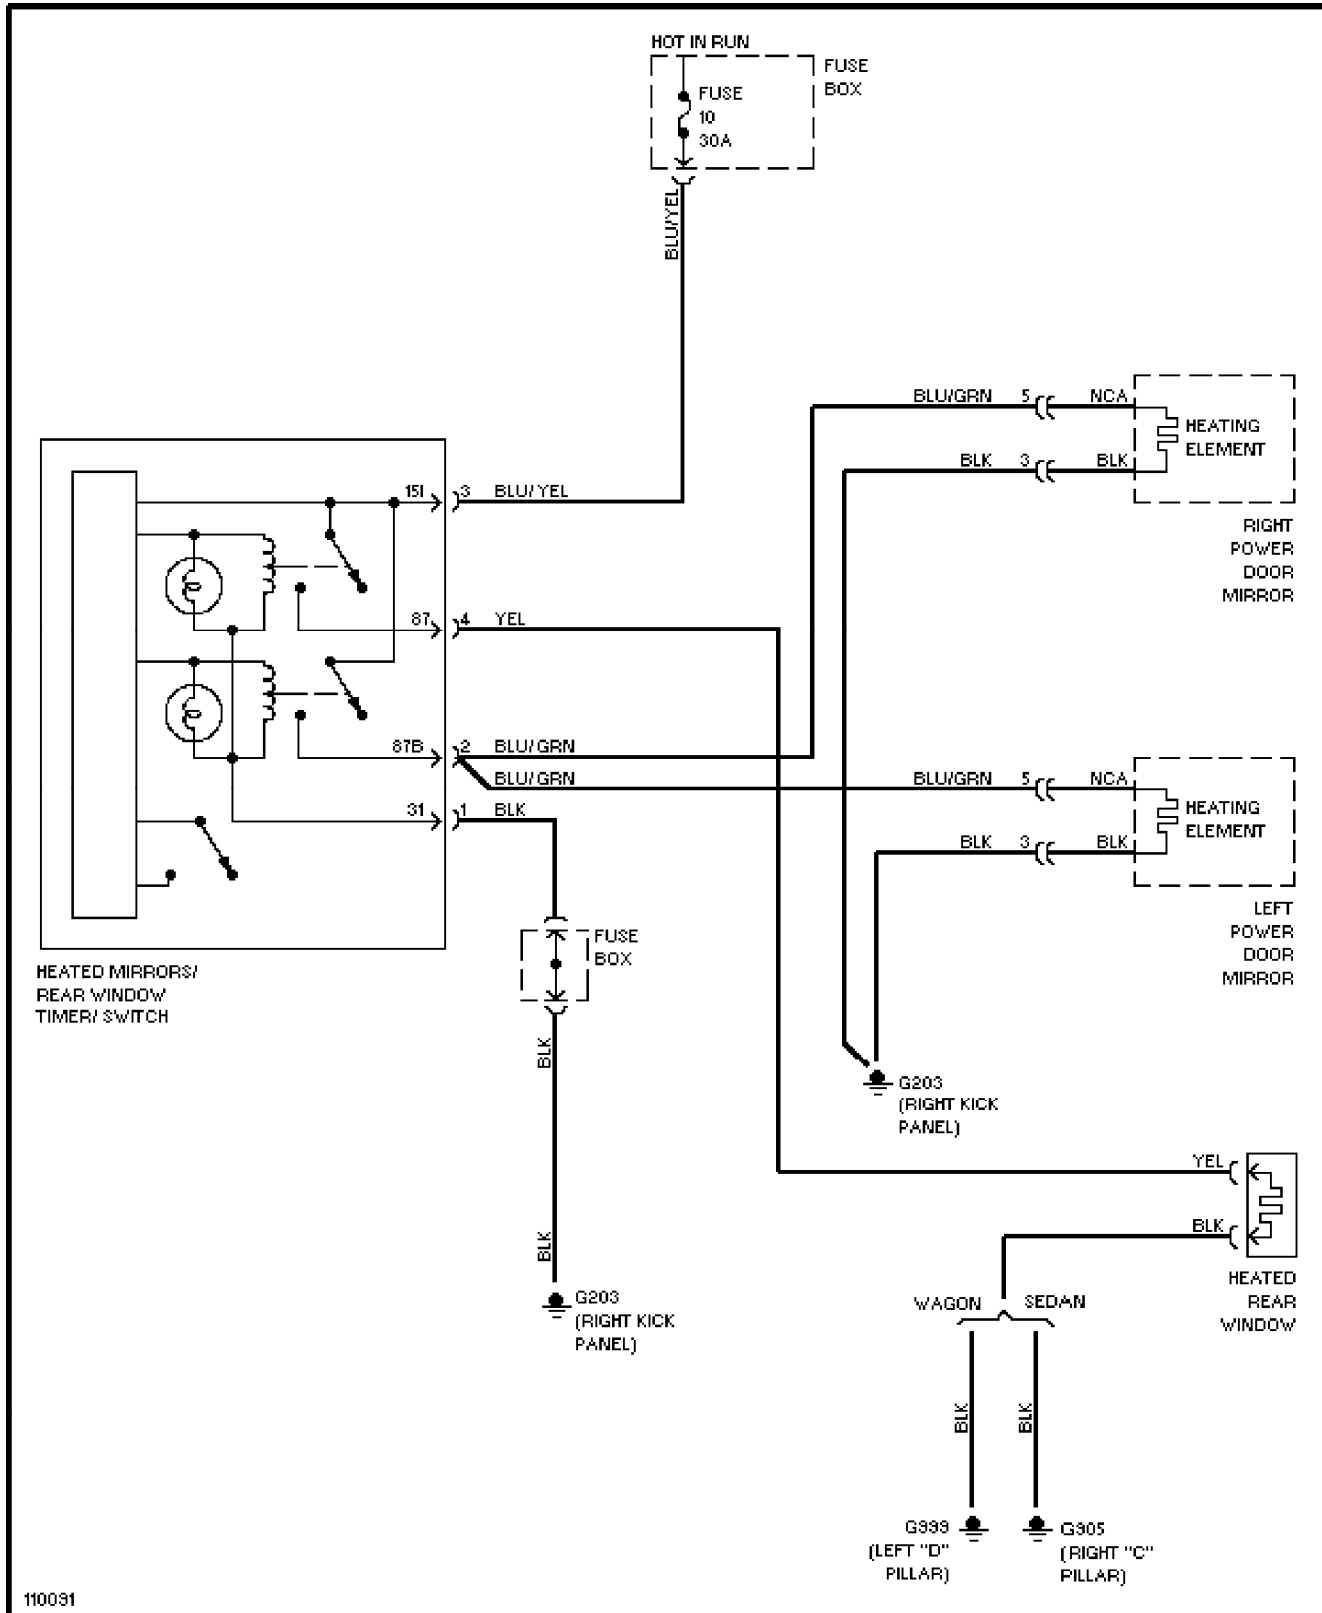 HOT IN RUN
FUSE
BOX
FUSE
10
30A
BLU/YEL
BLU/GRN 5 NCA
HEATING
ELEMENT
BLK 3 BLK
RIGHT
POWER
DOOR
MIRROR
15I 3 BLU/YEL
87 4 YEL
87B 2 BLU/GRN
BLU/GRN
BLU/GRN 5 NCA
HEATING
ELEMENT
31 1 BLK
BLK 3 BLK
LEFT
POWER
DOOR
MIRROR
FUSE
BOX
HEATED MIRRORS/
REAR WINDOW
TIMER/ SWITCH
BLK
G203
(RIGHT KICK
PANEL)
YEL
BLK
BLK
HEATED
REAR
WINDOW
G203
(RIGHT KICK
PANEL)
WAGON SEDAN
BLK BLK
G999
(LEFT "D"
PILLAR)
G905
(RIGHT "C"
PILLAR)
110091